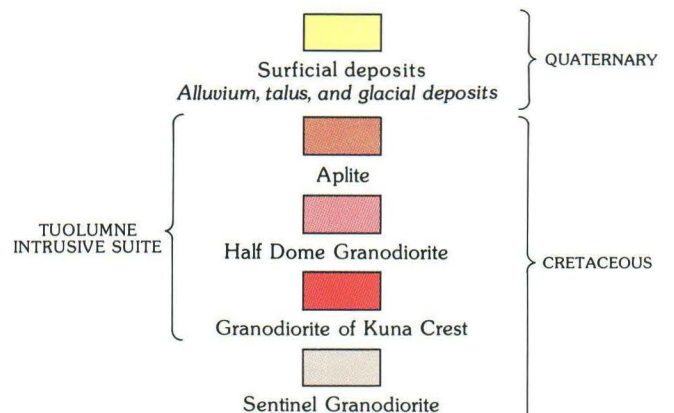 Surficial deposits
Alluvium, talus, and glacial deposits
QUATERNARY
Aplite
TUOLUMNE
INTRUSIVE SUITE
Half Dome Granodiorite
CRETACEOUS
Granodiorite of Kuna Crest
Sentinel Granodiorite